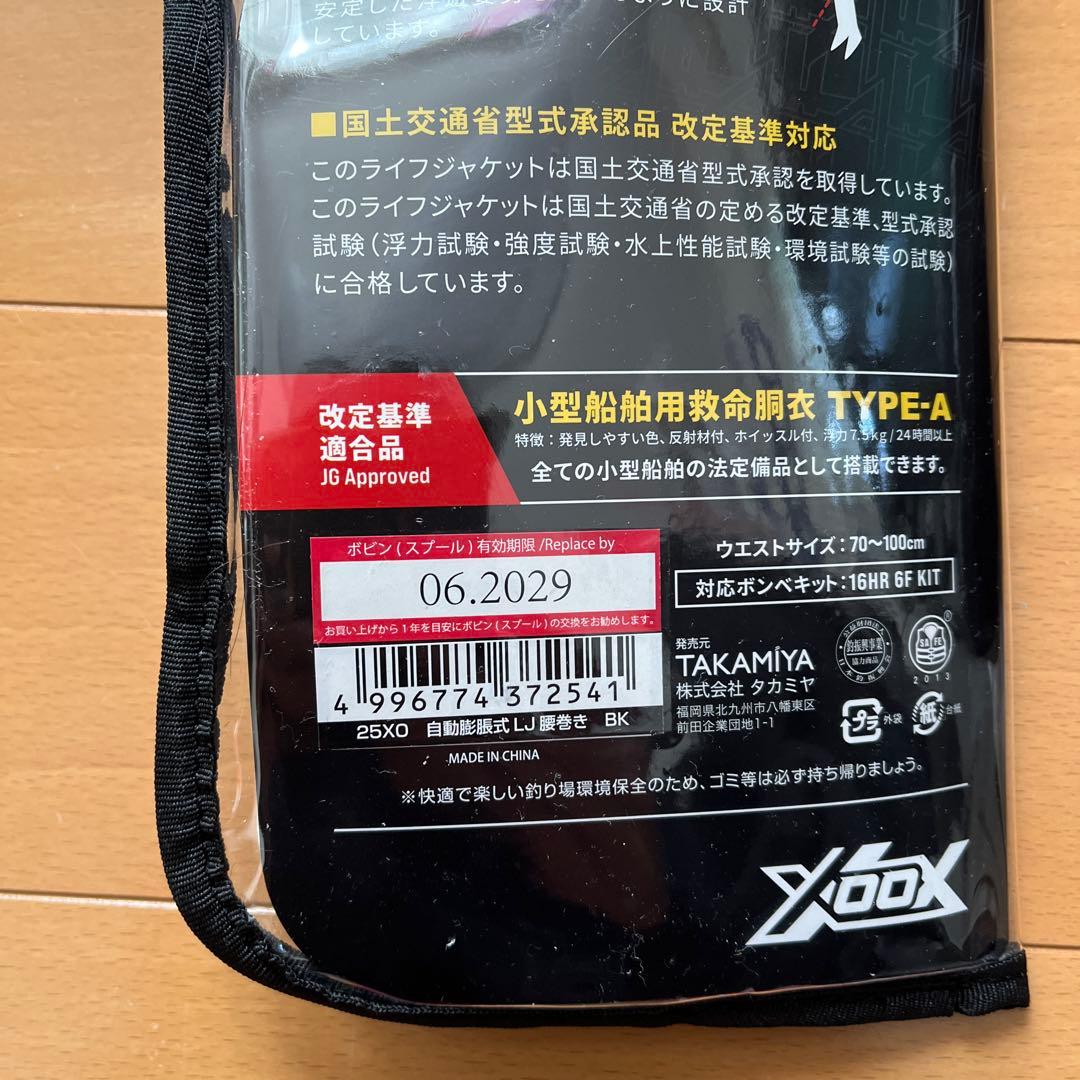 しています。
■国土交通省型式承認品 改定基準対応
このライフジャケットは国土交通省型式承認を取得しています。
このライフジャケットは国土交通省の定める改定基準、型式承認
試験(浮力試験・強度試験・水上性能試験・環境試験等の試験)
に合格しています。
改定基準
適合品
JG Approved
小型船舶用救命胴衣 TYPE-A
特徴：発見しやすい色、反射材付、ホイッスル付、浮力7.5kg/24時間以上
全ての小型船舶の法定備品として搭載できます。
ボビン(スプール)有効期限/Replace by
06.2029
お買い上げから1年を目安にボビン(スプール)の交換をお勧めします。
4 996774 372541
25XO 自動膨脹式LJ腰巻き BK
MADE IN CHINA
ウエストサイズ：70〜100cm
対応ボンベキット：16HR 6F KIT
発売元
TAKAMIYA
株式会社 タカミヤ
福岡県北九州市八幡東区
前田企業団地1-1
釣振興事業
協力商品
SAFE
2013
®
プラ 外袋
紙 台紙
※快適で楽しい釣り場環境保全のため、ゴミ等は必ず持ち帰りましょう。
XOOX